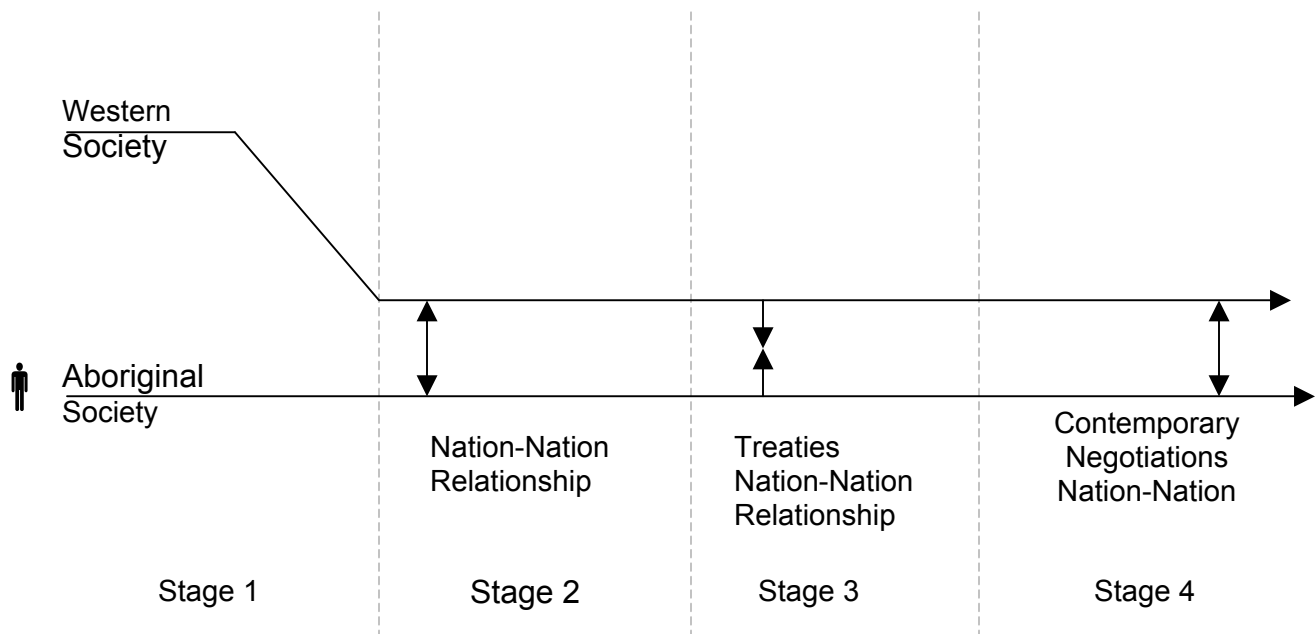 Western
Society
Aboriginal
Society
Nation-Nation
Relationship
Treaties
Nation-Nation
Relationship
Contemporary
Negotiations
Nation-Nation
Stage 1
Stage 2
Stage 3
Stage 4